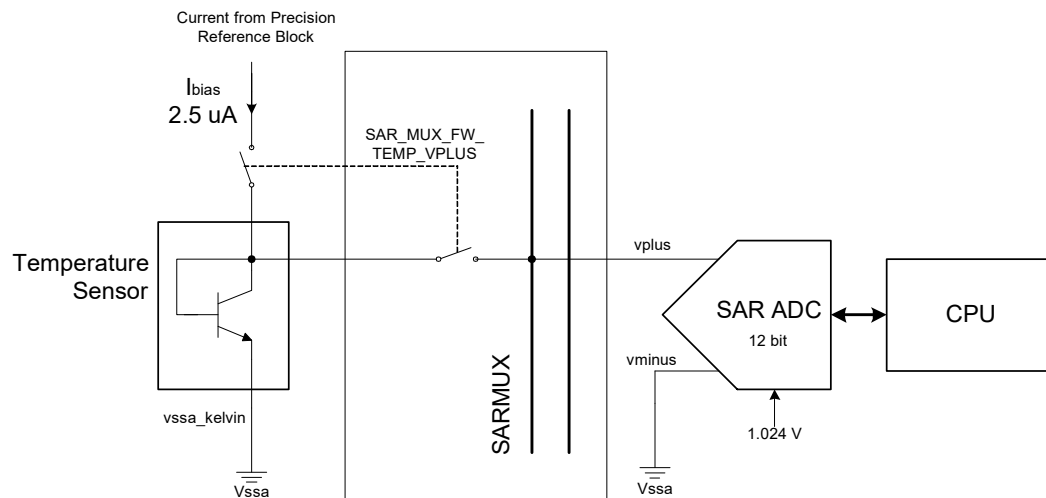 Current from Precision
Reference Block
Ibias
2.5 uA
SAR_MUX_FW_
TEMP_VPLUS
Temperature
Sensor
vplus
SAR ADC
12 bit
CPU
vminus
SARMUX
vssa_kelvin
1.024 V
Vssa
Vssa